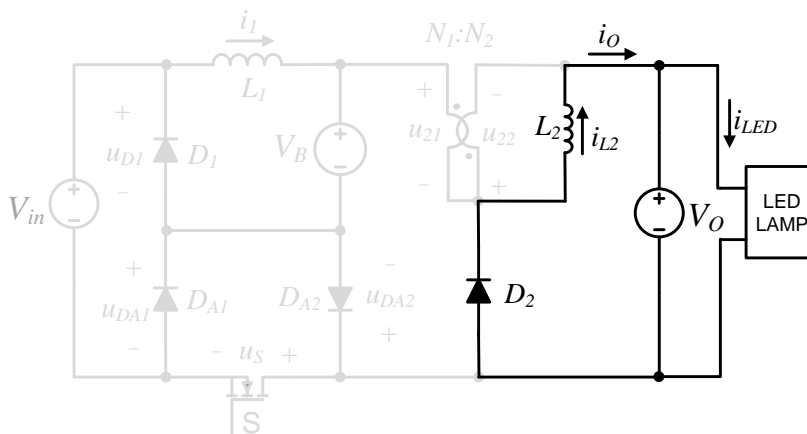 i1
N1:N2
iO
L1
+
−
+
−
uD1
D1
VB
+
−
u21
u22
L2
iL2
iLED
−
−
+
Vin
+
−
+
−
VO
LED
LAMP
+
uDA1
DA1
DA2
−
uDA2
D2
−
−
uS
+
+
S